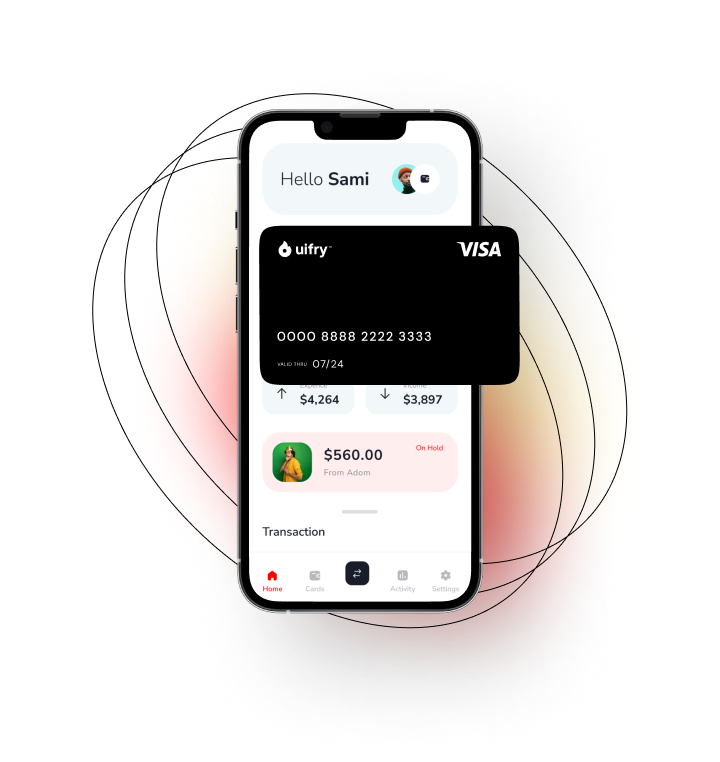 Hello Sami
uifry™
VISA
0000 8888 2222 3333
VALID THRU 07/24
Expence
Income
$4,264
$3,897
$560.00
On Hold
From Adom
Transaction
Home
Cards
Activity
Settings